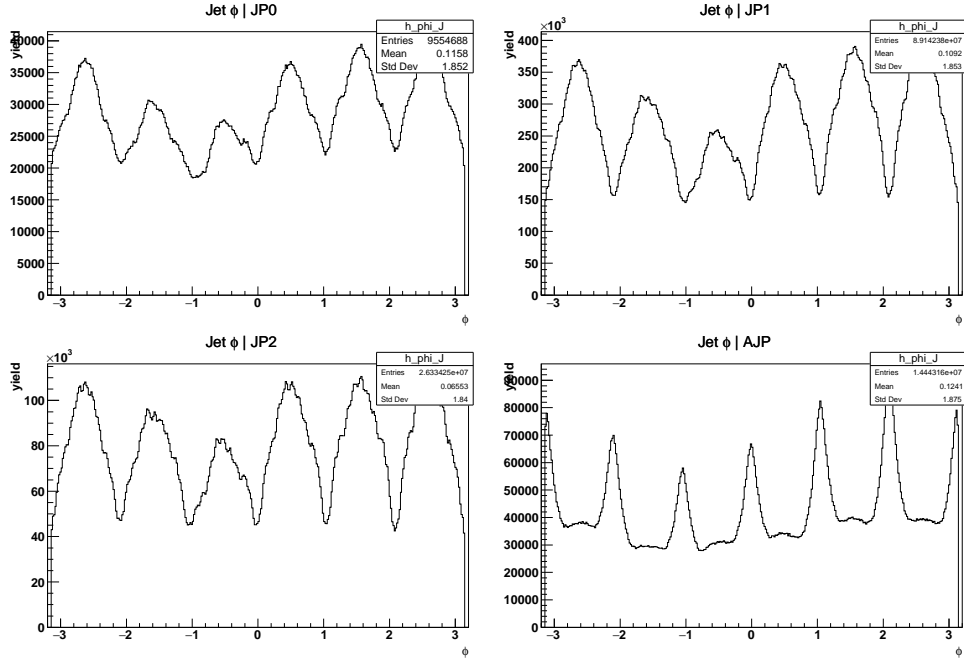 Jet ϕ | JP0
yield
h_phi_J
Entries 9554688
Mean 0.1158
Std Dev 1.852
40000
35000
30000
25000
20000
15000
10000
5000
0
−3 −2 −1 0 1 2 3
ϕ
Jet ϕ | JP1
×10³
yield
h_phi_J
Entries 8.914238e+07
Mean 0.1092
Std Dev 1.853
400
350
300
250
200
150
100
50
0
−3 −2 −1 0 1 2 3
ϕ
Jet ϕ | JP2
×10³
yield
h_phi_J
Entries 2.633425e+07
Mean 0.06553
Std Dev 1.84
100
80
60
40
20
0
−3 −2 −1 0 1 2 3
ϕ
Jet ϕ | AJP
yield
h_phi_J
Entries 1.444316e+07
Mean 0.1241
Std Dev 1.875
80000
70000
60000
50000
40000
30000
20000
10000
0
−3 −2 −1 0 1 2 3
ϕ